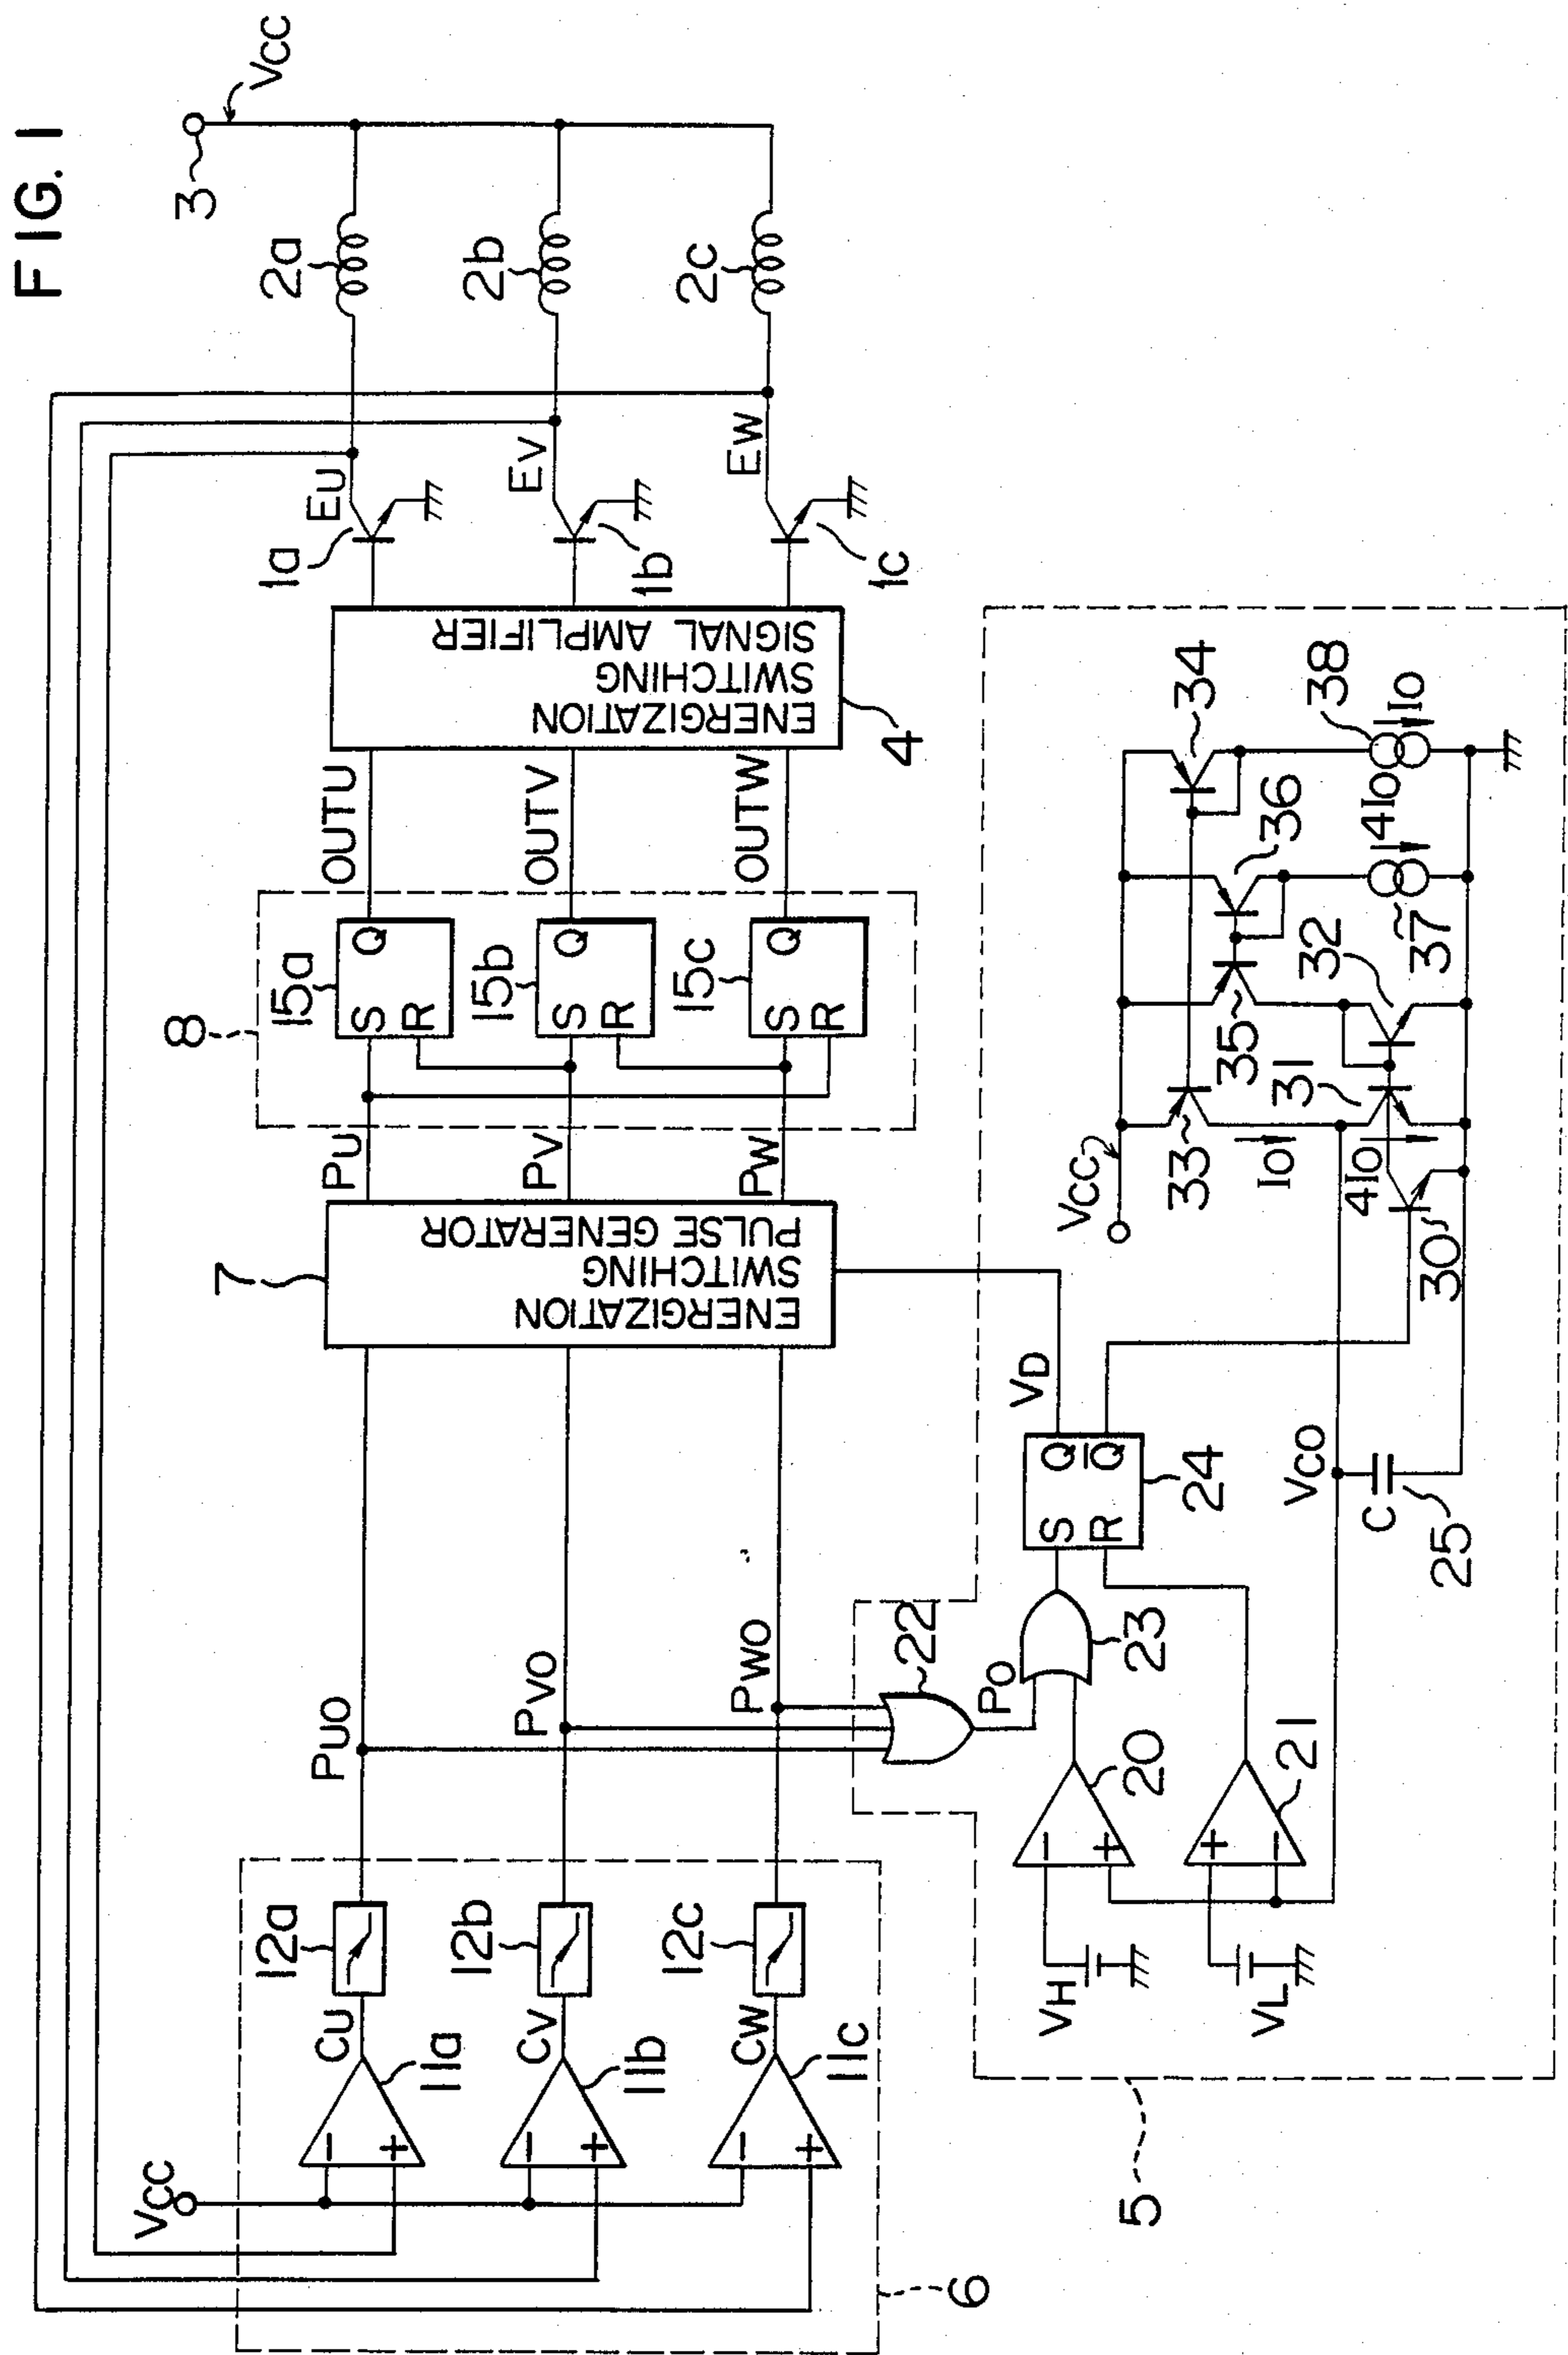 FIG. 1
3
VCC
2a
2b
2c
EU
EV
EW
1a
1b
1c
ENERGIZATION
SWITCHING
SIGNAL AMPLIFIER
4
OUTU
OUTV
OUTW
8
15a
S
R
Q
15b
S
R
Q
15c
S
R
Q
PU
PV
PW
7
ENERGIZATION
SWITCHING
PULSE GENERATOR
PUO
PVO
PWO
12a
12b
12c
CU
CV
CW
11a
11b
11c
−
+
−
+
−
+
VCC
6
5
22
PO
23
20
−
+
21
+
−
VH
VL
S
R
Q
Q̅
24
VD
VCO
C
25
VCC
33
IO
4IO
30
31
35
32
36
34
37
4IO
38
IO